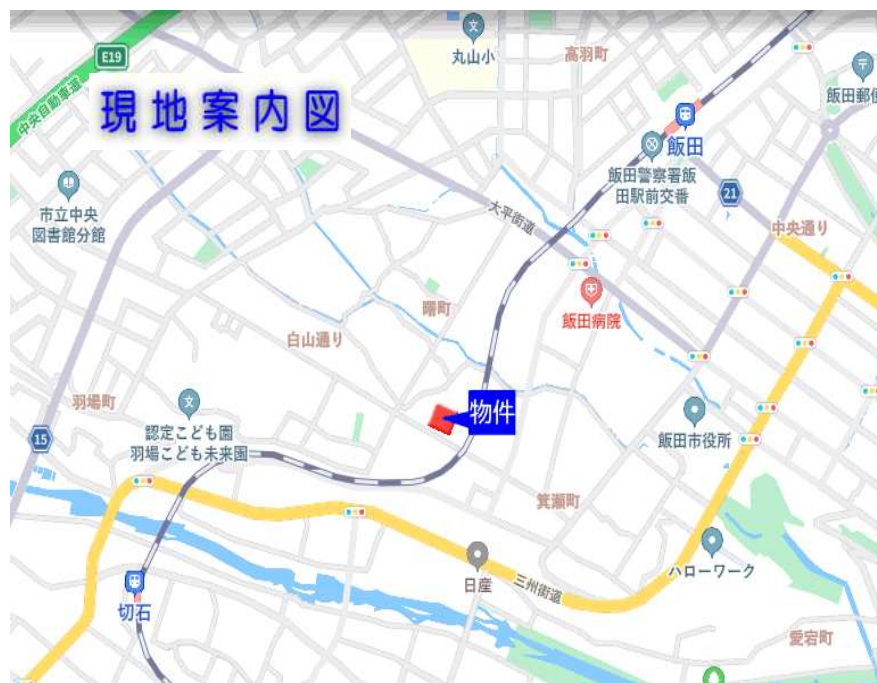 丸山小
高羽町
E19
中央自動車道
現地案内図
飯田郵便
飯田
飯田警察署飯
田駅前交番
21
市立中央
図書館分館
大平街道
中央通り
曙町
飯田病院
白山通り
羽場町
物件
15
認定こども園
羽場こども未来園
飯田市役所
箕瀬町
日産
三州街道
ハローワーク
切石
愛宕町